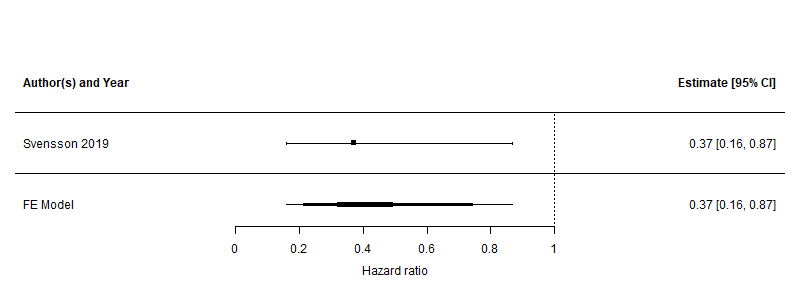 Author(s) and Year Estimate [95% CI]
Svensson 2019 0.37 [0.16, 0.87]
FE Model 0.37 [0.16, 0.87]
0 0.2 0.4 0.6 0.8 1
Hazard ratio